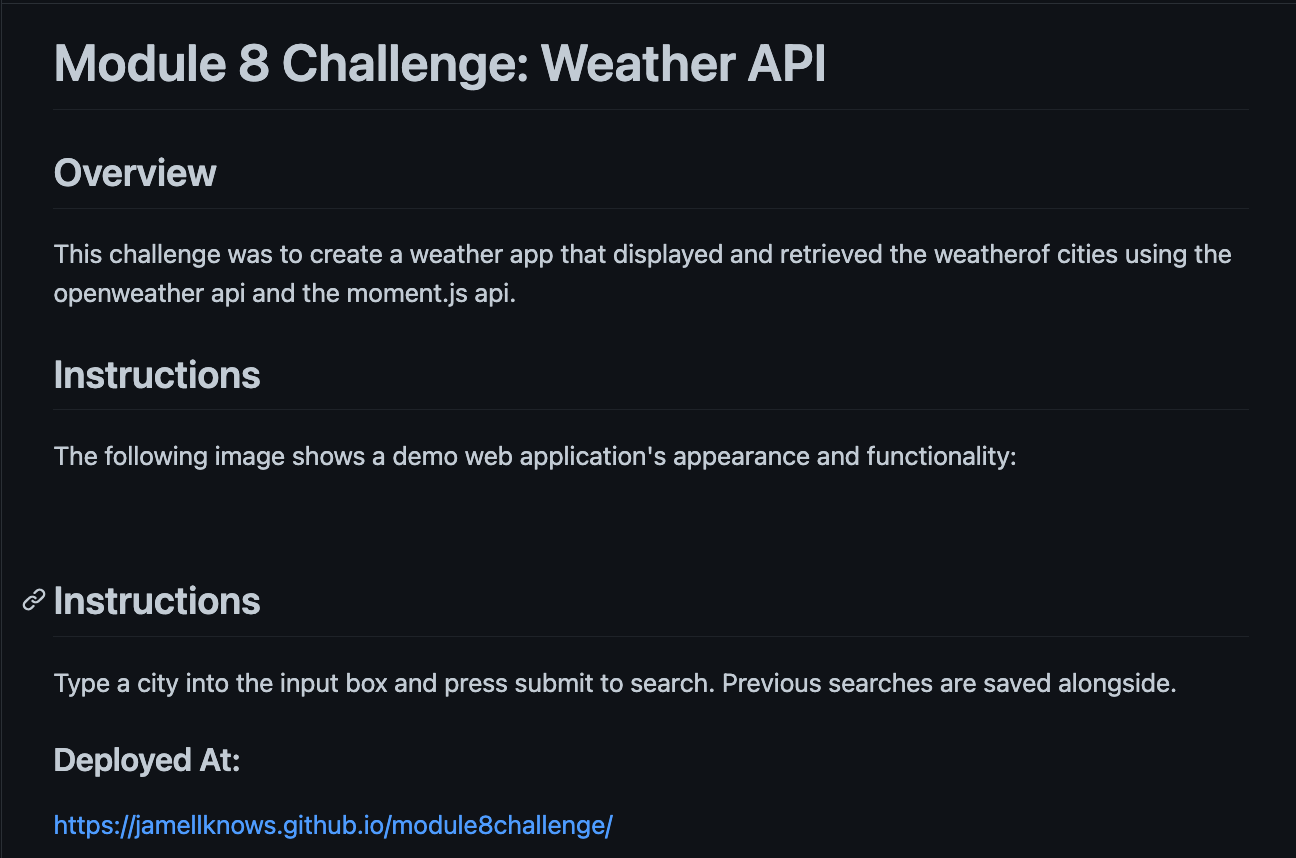 Module 8 Challenge: Weather API
Overview
This challenge was to create a weather app that displayed and retrieved the weatherof cities using the
openweather api and the moment.js api.
Instructions
The following image shows a demo web application's appearance and functionality:
Instructions
Type a city into the input box and press submit to search. Previous searches are saved alongside.
Deployed At:
https://jamellknows.github.io/module8challenge/